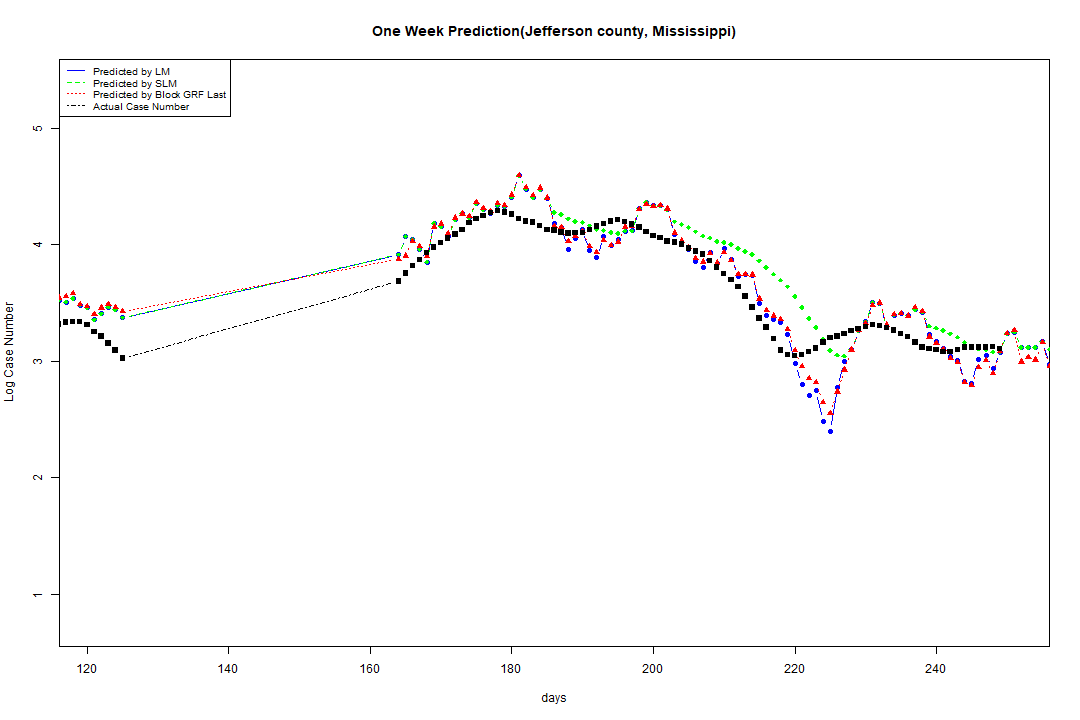 One Week Prediction(Jefferson county, Mississippi)
Predicted by LM
Predicted by SLM
Predicted by Block GRF Last
Actual Case Number
5
4
3
2
1
Log Case Number
120 140 160 180 200 220 240
days